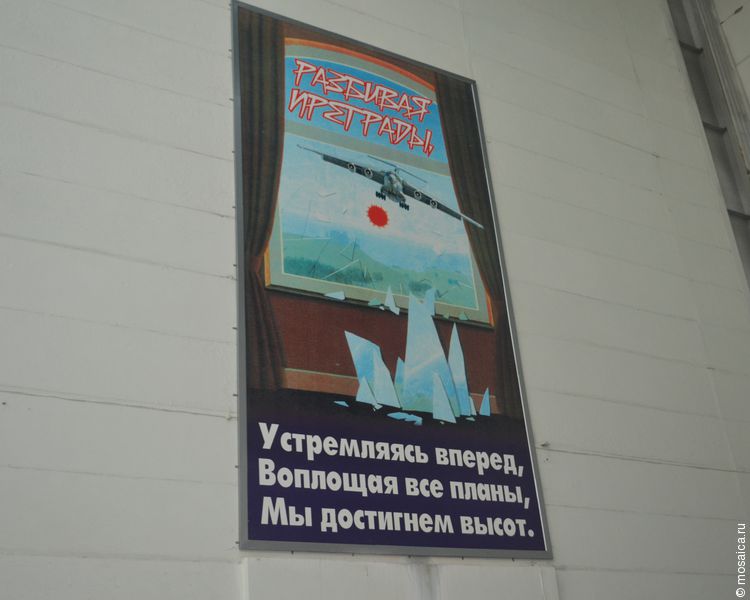 РАЗБИВАЯ
ПРЕГРАДЫ,
Устремляясь вперед,
Воплощая все планы,
Мы достигнем высот.
© mosaica.ru